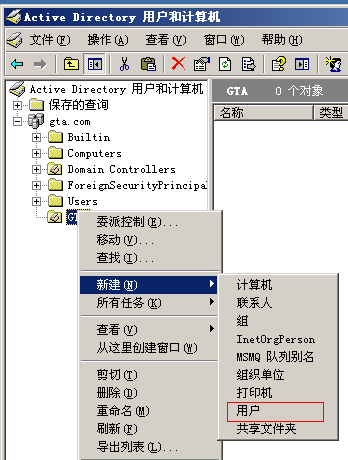 Active Directory 用户和计算机
文件(F) 操作(A) 查看(V) 窗口(W) 帮助(H)
Active Directory 用户和计算机
保存的查询
gta.com
Builtin
Computers
Domain Controllers
ForeignSecurityPrincipal
Users
GT
GTA 0 个对象
名称 类型
委派控制(E)...
移动(V)...
查找(I)...
新建(N)
所有任务(K)
查看(V)
从这里创建窗口(W)
剪切(T)
删除(D)
重命名(M)
刷新(F)
导出列表(L)...
计算机
联系人
组
InetOrgPerson
MSMQ 队列别名
组织单位
打印机
用户
共享文件夹